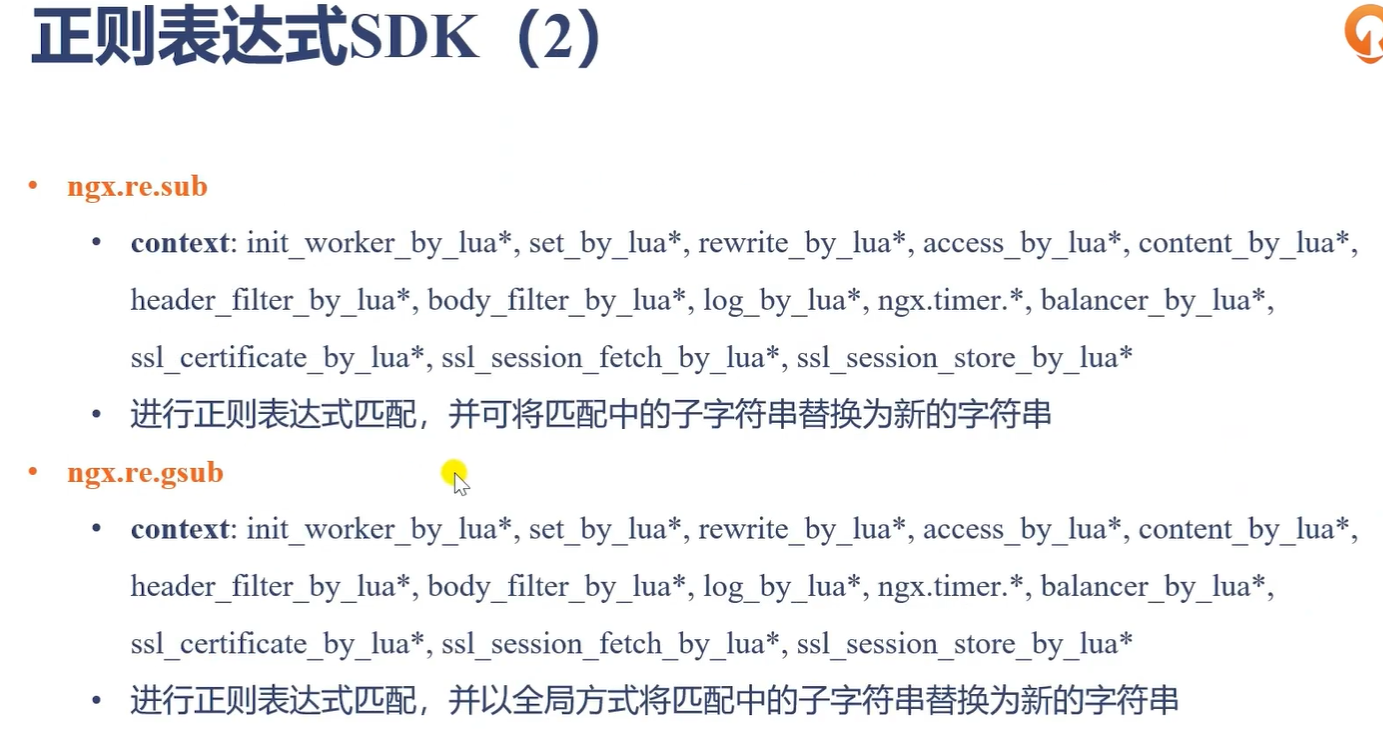 正则表达式SDK（2）
• ngx.re.sub
• context: init_worker_by_lua*, set_by_lua*, rewrite_by_lua*, access_by_lua*, content_by_lua*,
header_filter_by_lua*, body_filter_by_lua*, log_by_lua*, ngx.timer.*, balancer_by_lua*,
ssl_certificate_by_lua*, ssl_session_fetch_by_lua*, ssl_session_store_by_lua*
• 进行正则表达式匹配，并可将匹配中的子字符串替换为新的字符串
• ngx.re.gsub
• context: init_worker_by_lua*, set_by_lua*, rewrite_by_lua*, access_by_lua*, content_by_lua*,
header_filter_by_lua*, body_filter_by_lua*, log_by_lua*, ngx.timer.*, balancer_by_lua*,
ssl_certificate_by_lua*, ssl_session_fetch_by_lua*, ssl_session_store_by_lua*
• 进行正则表达式匹配，并以全局方式将匹配中的子字符串替换为新的字符串